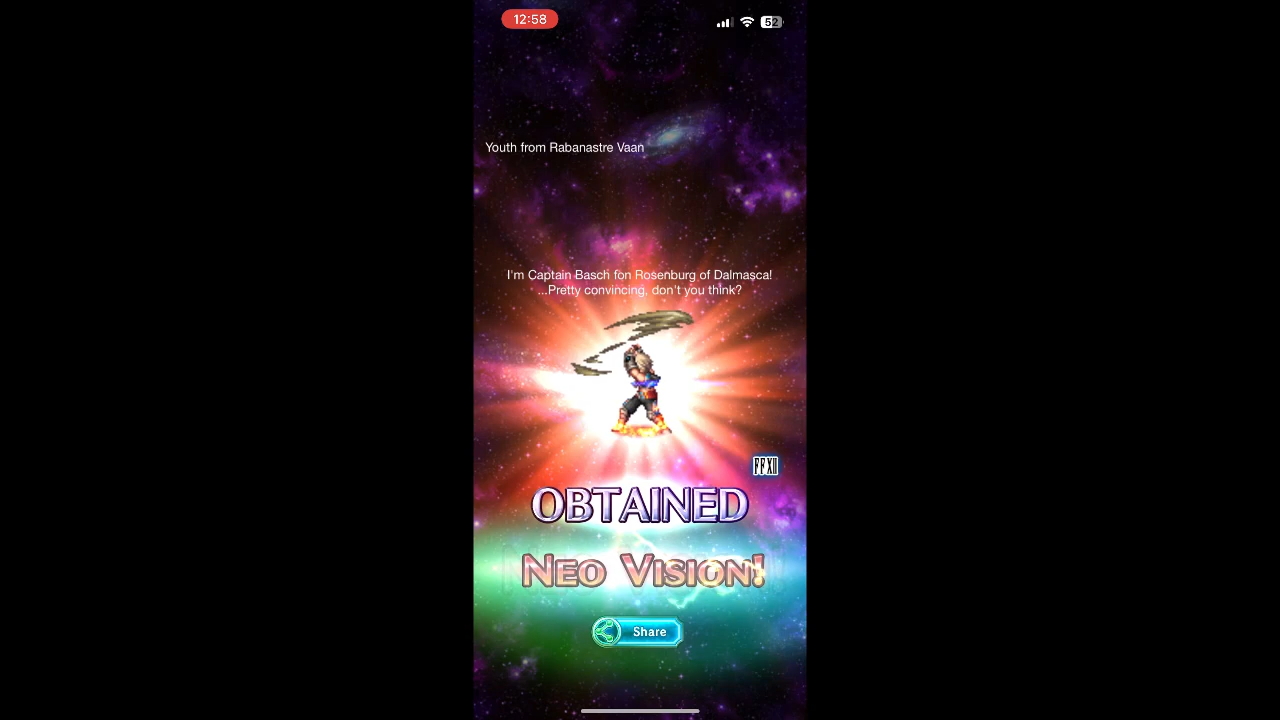 12:58
52
Youth from Rabanastre Vaan
I'm Captain Basch fon Rosenburg of Dalmasca!
...Pretty convincing, don't you think?
FFXII
OBTAINED
NEO VISION!
Share